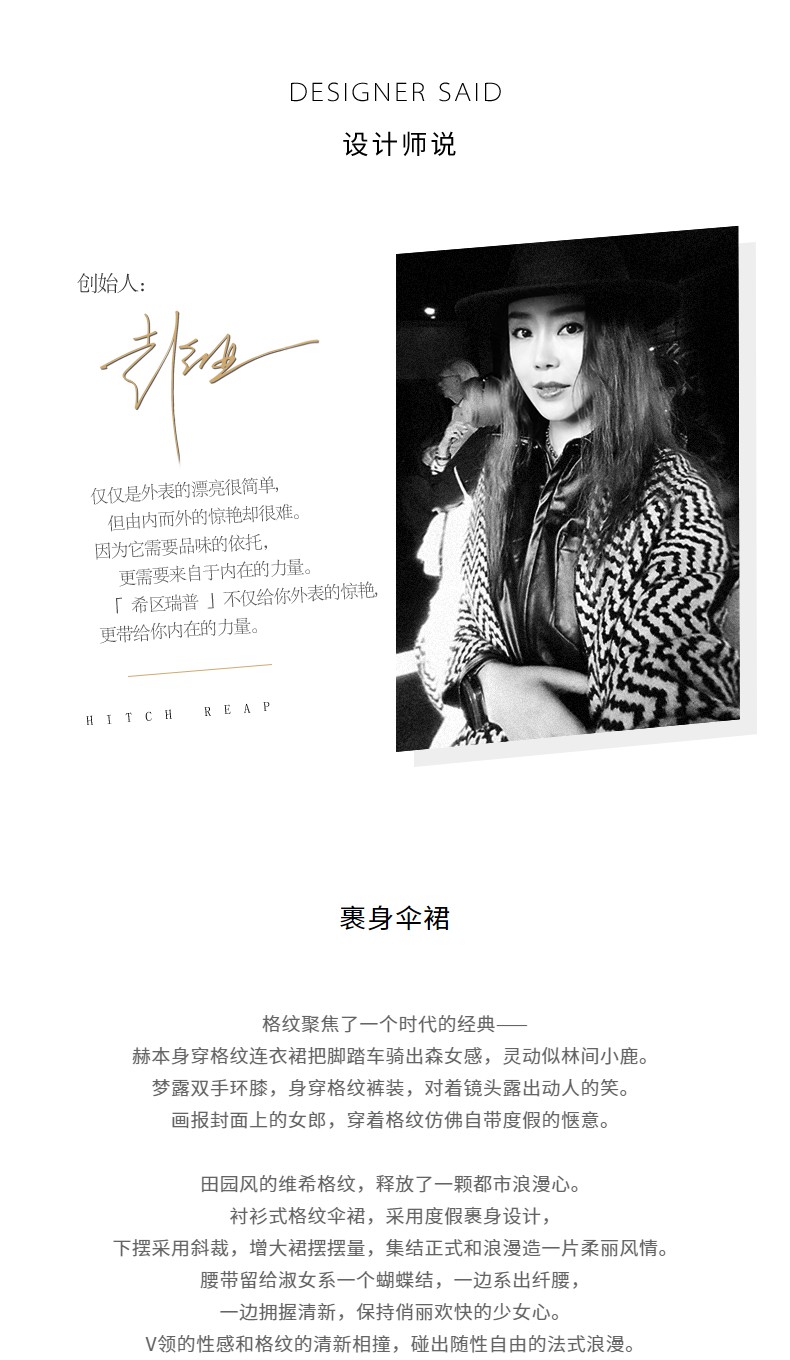 DESIGNER SAID
设计师说
创始人：
仅仅是外表的漂亮很简单，
但由内而外的惊艳却很难。
因为它需要品味的依托，
更需要来自于内在的力量。
「 希区瑞普 」不仅给你外表的惊艳，
更带给你内在的力量。
HITCH REAP
裹身伞裙
格纹聚焦了一个时代的经典——
赫本身穿格纹连衣裙把脚踏车骑出森女感，灵动似林间小鹿。
梦露双手环膝，身穿格纹裤装，对着镜头露出动人的笑。
画报封面上的女郎，穿着格纹仿佛自带度假的惬意。
田园风的维希格纹，释放了一颗都市浪漫心。
衬衫式格纹伞裙，采用度假裹身设计，
下摆采用斜裁，增大裙摆摆量，集结正式和浪漫造一片柔丽风情。
腰带留给淑女系一个蝴蝶结，一边系出纤腰，
一边拥握清新，保持俏丽欢快的少女心。
V领的性感和格纹的清新相撞，碰出随性自由的法式浪漫。